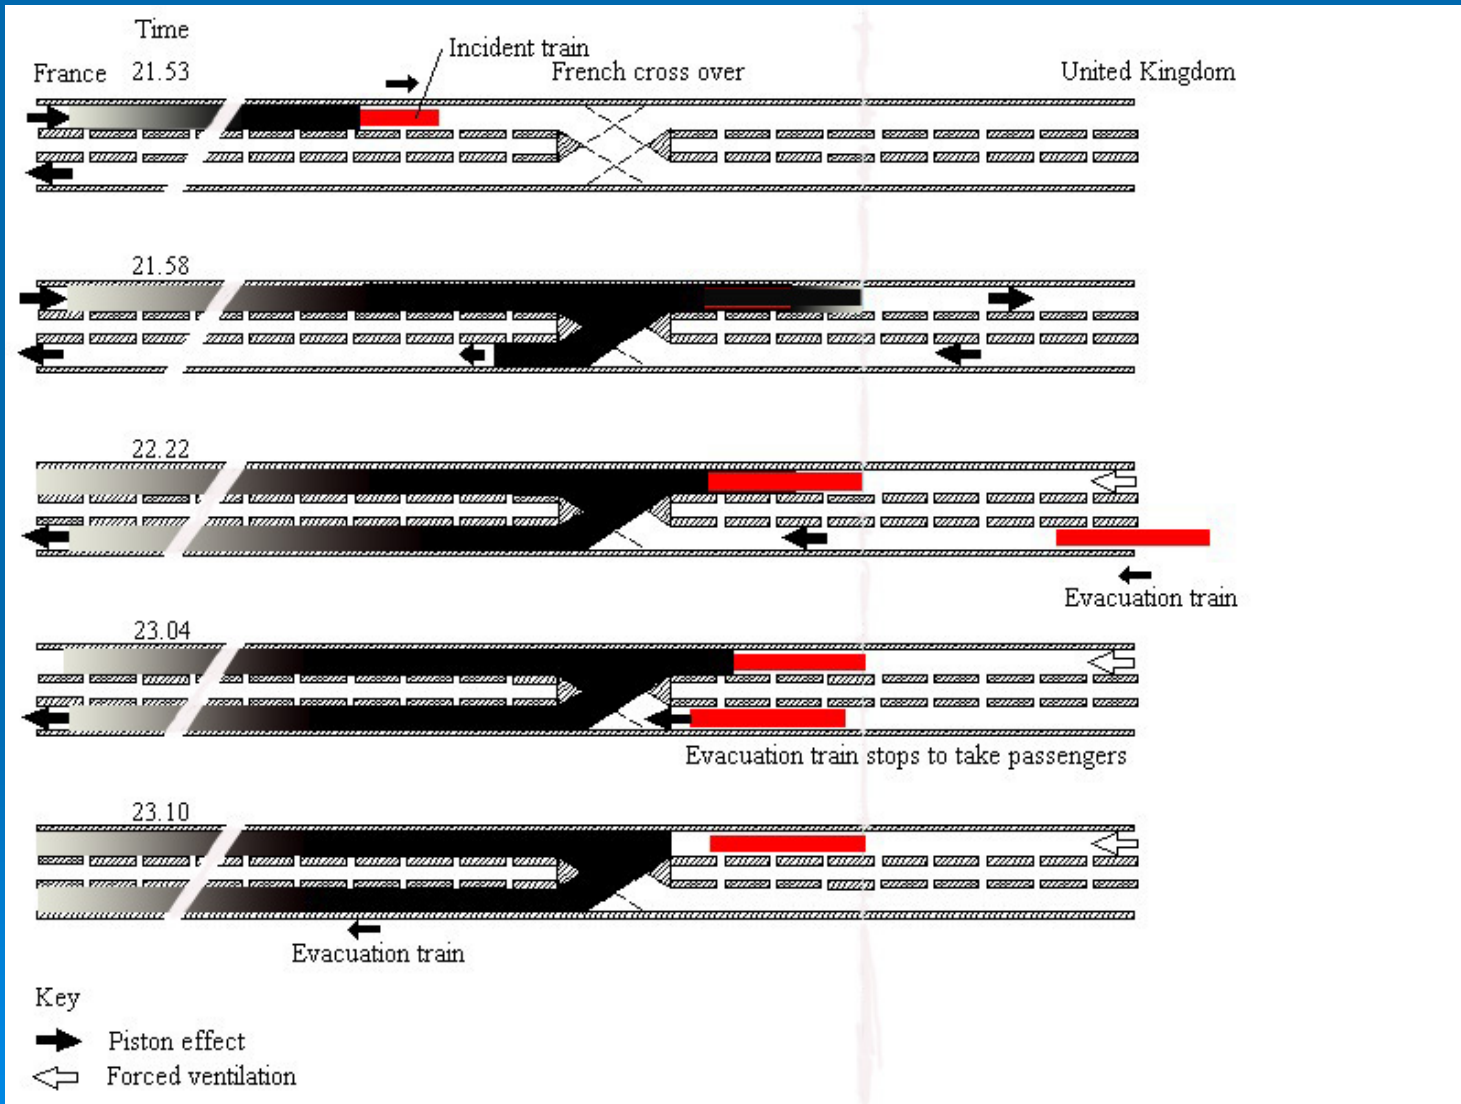 Time
Incident train
France 21.53 French cross over United Kingdom
21.58
22.22
Evacuation train
23.04
Evacuation train stops to take passengers
23.10
Evacuation train
Key
Piston effect
Forced ventilation